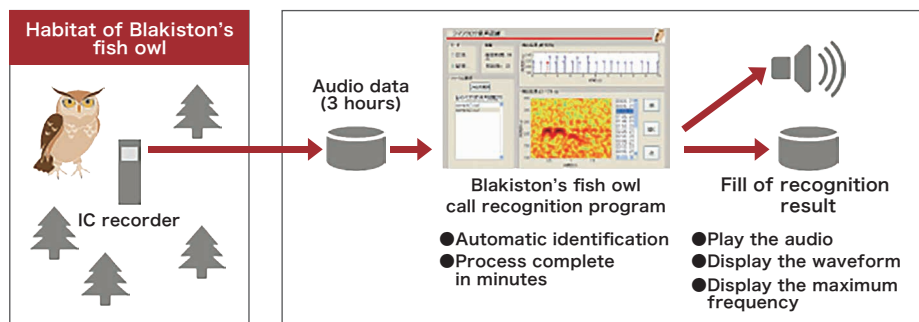 Habitat of Blakiston's
fish owl
IC recorder
Audio data
(3 hours)
Blakiston's fish owl
call recognition program
●Automatic identification
●Process complete
in minutes
Fill of recognition
result
●Play the audio
●Display the waveform
●Display the maximum
frequency